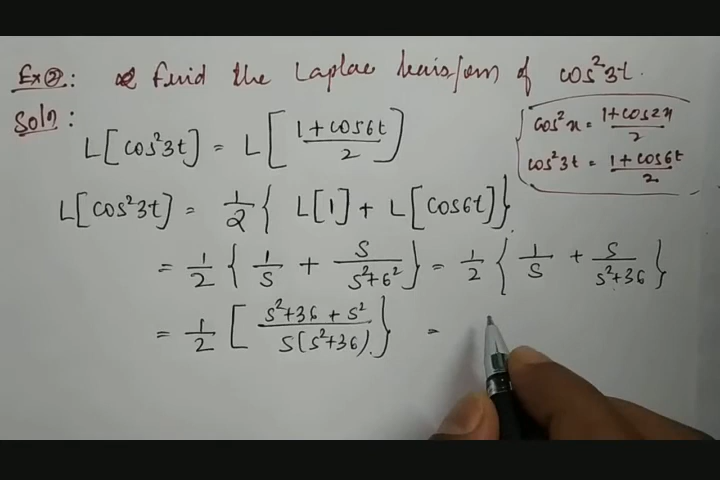 Ex②: Find the Laplace transform of cos²3t.
Soln:
L[cos²3t] = L[(1+cos6t)/2]
cos²x = (1+cos2x)/2
cos²3t = (1+cos6t)/2
L[cos²3t] = 1/2 { L[1] + L[cos6t] }
= 1/2 { 1/s + s/(s²+6²) } = 1/2 { 1/s + s/(s²+36) }
= 1/2 [ (s²+36+s²)/(s(s²+36)) } =